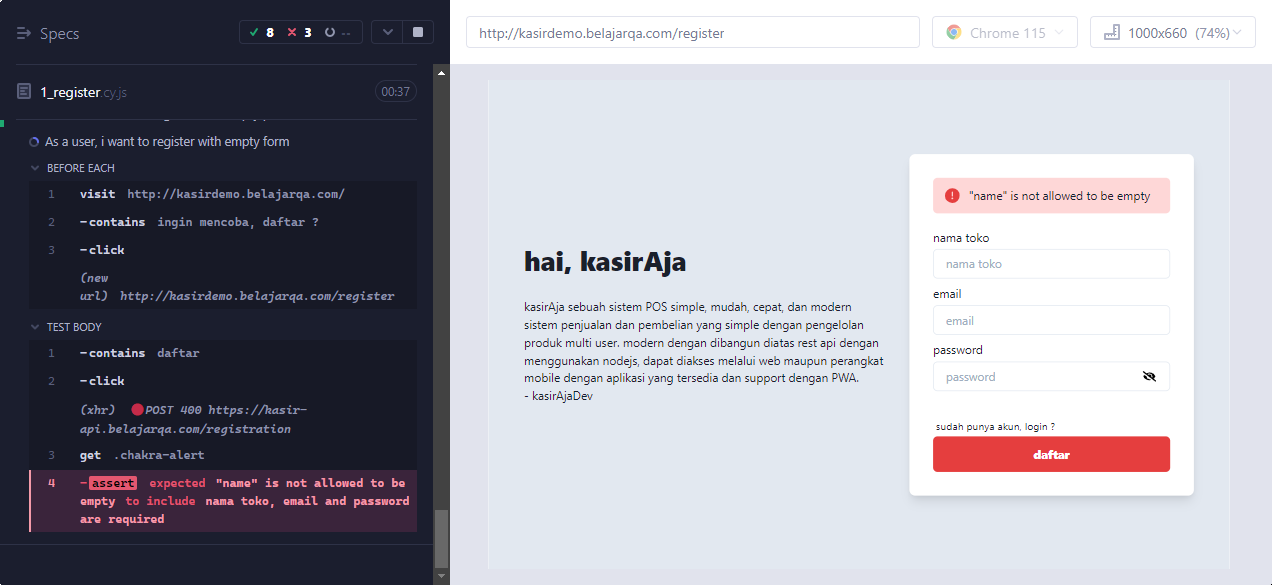 Specs
8 3 --
1_register.cy.js
00:37
As a user, i want to register with empty form
BEFORE EACH
1 visit http://kasirdemo.belajarqa.com/
2 -contains ingin mencoba, daftar ?
3 -click
(new
url) http://kasirdemo.belajarqa.com/register
TEST BODY
1 -contains daftar
2 -click
(xhr) POST 400 https://kasir-
api.belajarqa.com/registration
3 get .chakra-alert
4 -assert expected "name" is not allowed to be
empty to include nama toko, email and password
are required
http://kasirdemo.belajarqa.com/register
Chrome 115
1000x660 (74%)
hai, kasirAja
kasirAja sebuah sistem POS simple, mudah, cepat, dan modern
sistem penjualan dan pembelian yang simple dengan pengelolan
produk multi user. modern dengan dibangun diatas rest api dengan
menggunakan nodejs, dapat diakses melalui web maupun perangkat
mobile dengan aplikasi yang tersedia dan support dengan PWA.
- kasirAjaDev
"name" is not allowed to be empty
nama toko
nama toko
email
email
password
password
sudah punya akun, login ?
daftar